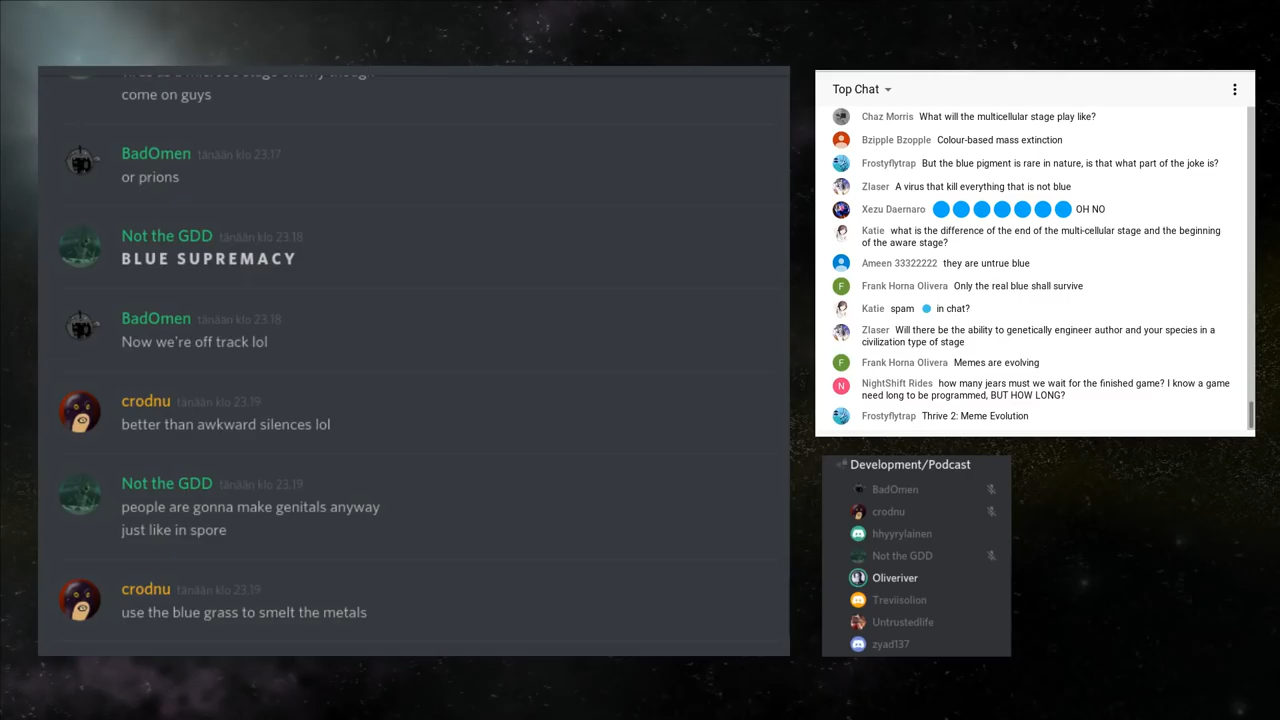 come on guys
BadOmen tänään klo 23.17
or prions
Not the GDD tänään klo 23.18
BLUE SUPREMACY
BadOmen tänään klo 23.18
Now we're off track lol
crodnu tänään klo 23.19
better than awkward silences lol
Not the GDD tänään klo 23.19
people are gonna make genitals anyway
just like in spore
crodnu tänään klo 23.19
use the blue grass to smelt the metals
Top Chat
Chaz Morris What will the multicellular stage play like?
Bzipple Bzopple Colour-based mass extinction
Frostyflytrap But the blue pigment is rare in nature, is that what part of the joke is?
Zlaser A virus that kill everything that is not blue
Xezu Daernaro OH NO
Katie what is the difference of the end of the multi-cellular stage and the beginning
of the aware stage?
Ameen 33322222 they are untrue blue
F Frank Horna Olivera Only the real blue shall survive
Katie spam in chat?
Zlaser Will there be the ability to genetically engineer author and your species in a
civilization type of stage
F Frank Horna Olivera Memes are evolving
N NightShift Rides how many jears must we wait for the finished game? I know a game
need long to be programmed, BUT HOW LONG?
Frostyflytrap Thrive 2: Meme Evolution
Development/Podcast
BadOmen
crodnu
hhyyrylainen
Not the GDD
Oliveriver
Treviisolion
Untrustedlife
zyad137